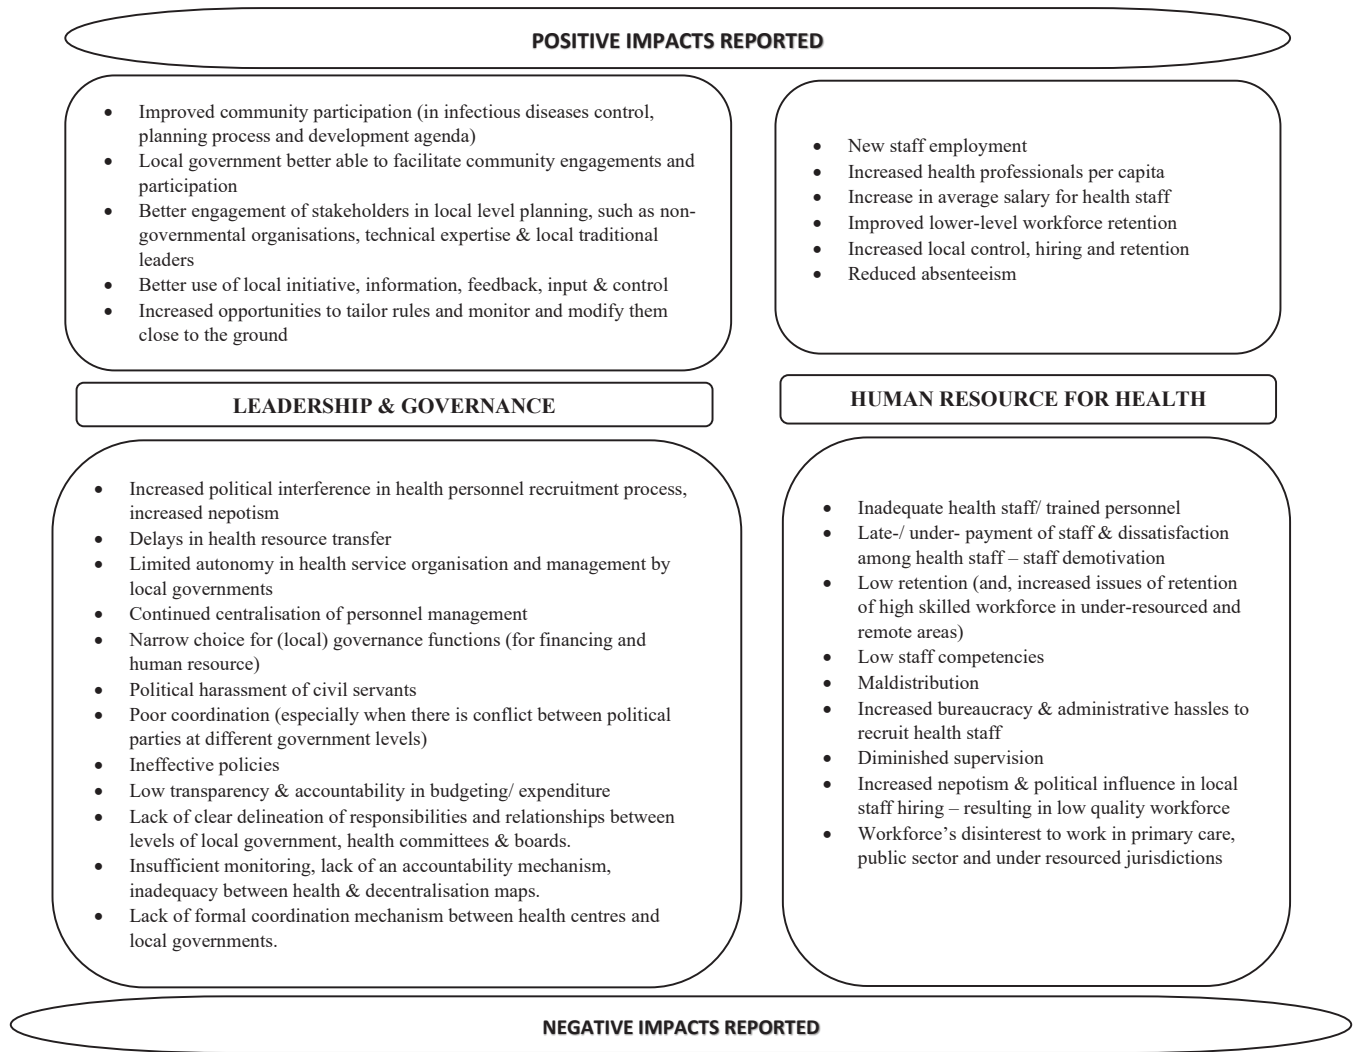 POSITIVE IMPACTS REPORTED
• Improved community participation (in infectious diseases control,
planning process and development agenda)
• Local government better able to facilitate community engagements and
participation
• Better engagement of stakeholders in local level planning, such as non-
governmental organisations, technical expertise & local traditional
leaders
• Better use of local initiative, information, feedback, input & control
• Increased opportunities to tailor rules and monitor and modify them
close to the ground
• New staff employment
• Increased health professionals per capita
• Increase in average salary for health staff
• Improved lower-level workforce retention
• Increased local control, hiring and retention
• Reduced absenteeism
LEADERSHIP & GOVERNANCE
HUMAN RESOURCE FOR HEALTH
• Increased political interference in health personnel recruitment process,
increased nepotism
• Delays in health resource transfer
• Limited autonomy in health service organisation and management by
local governments
• Continued centralisation of personnel management
• Narrow choice for (local) governance functions (for financing and
human resource)
• Political harassment of civil servants
• Poor coordination (especially when there is conflict between political
parties at different government levels)
• Ineffective policies
• Low transparency & accountability in budgeting/ expenditure
• Lack of clear delineation of responsibilities and relationships between
levels of local government, health committees & boards.
• Insufficient monitoring, lack of an accountability mechanism,
inadequacy between health & decentralisation maps.
• Lack of formal coordination mechanism between health centres and
local governments.
• Inadequate health staff/ trained personnel
• Late-/ under- payment of staff & dissatisfaction
among health staff – staff demotivation
• Low retention (and, increased issues of retention
of high skilled workforce in under-resourced and
remote areas)
• Low staff competencies
• Maldistribution
• Increased bureaucracy & administrative hassles to
recruit health staff
• Diminished supervision
• Increased nepotism & political influence in local
staff hiring – resulting in low quality workforce
• Workforce’s disinterest to work in primary care,
public sector and under resourced jurisdictions
NEGATIVE IMPACTS REPORTED